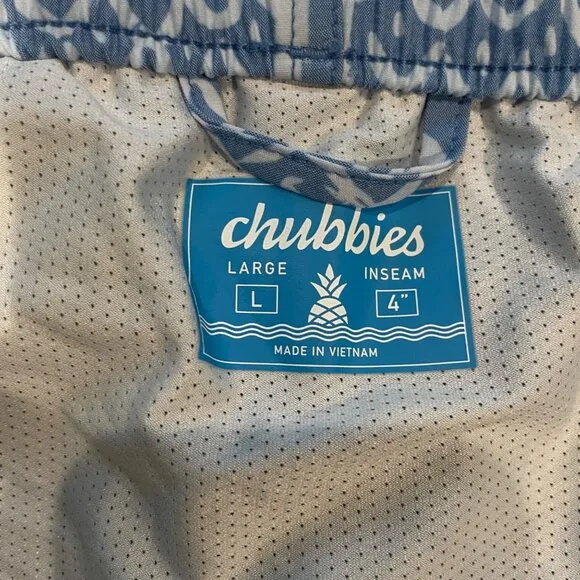 chubbies
LARGE INSEAM
L 4"
MADE IN VIETNAM